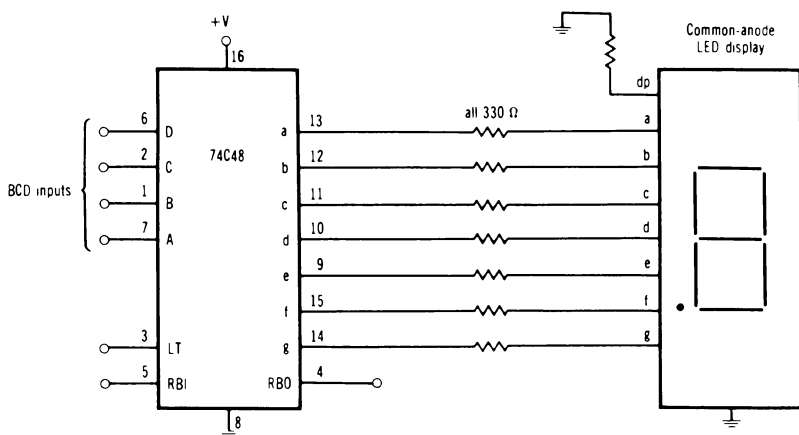 +V
16
Common-anode
LED display
dp
all 330 Ω
6 D
a 13
a
2 C
74C48
b 12
b
BCD inputs
1 B
c 11
c
7 A
d 10
d
e 9
e
f 15
f
3 LT
g 14
g
5 RBI
RBO 4
8